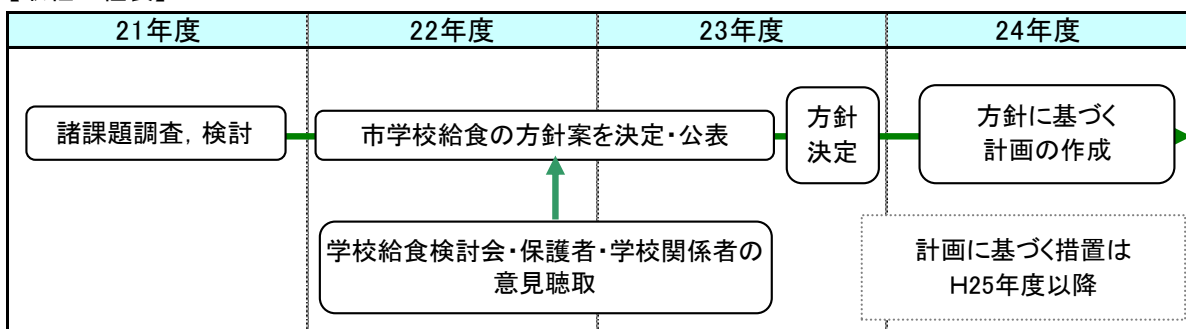 21年度
22年度
23年度
24年度
諸課題調査，検討
市学校給食の方針案を決定・公表
方針
決定
方針に基づく
計画の作成
学校給食検討会・保護者・学校関係者の
意見聴取
計画に基づく措置は
H25年度以降